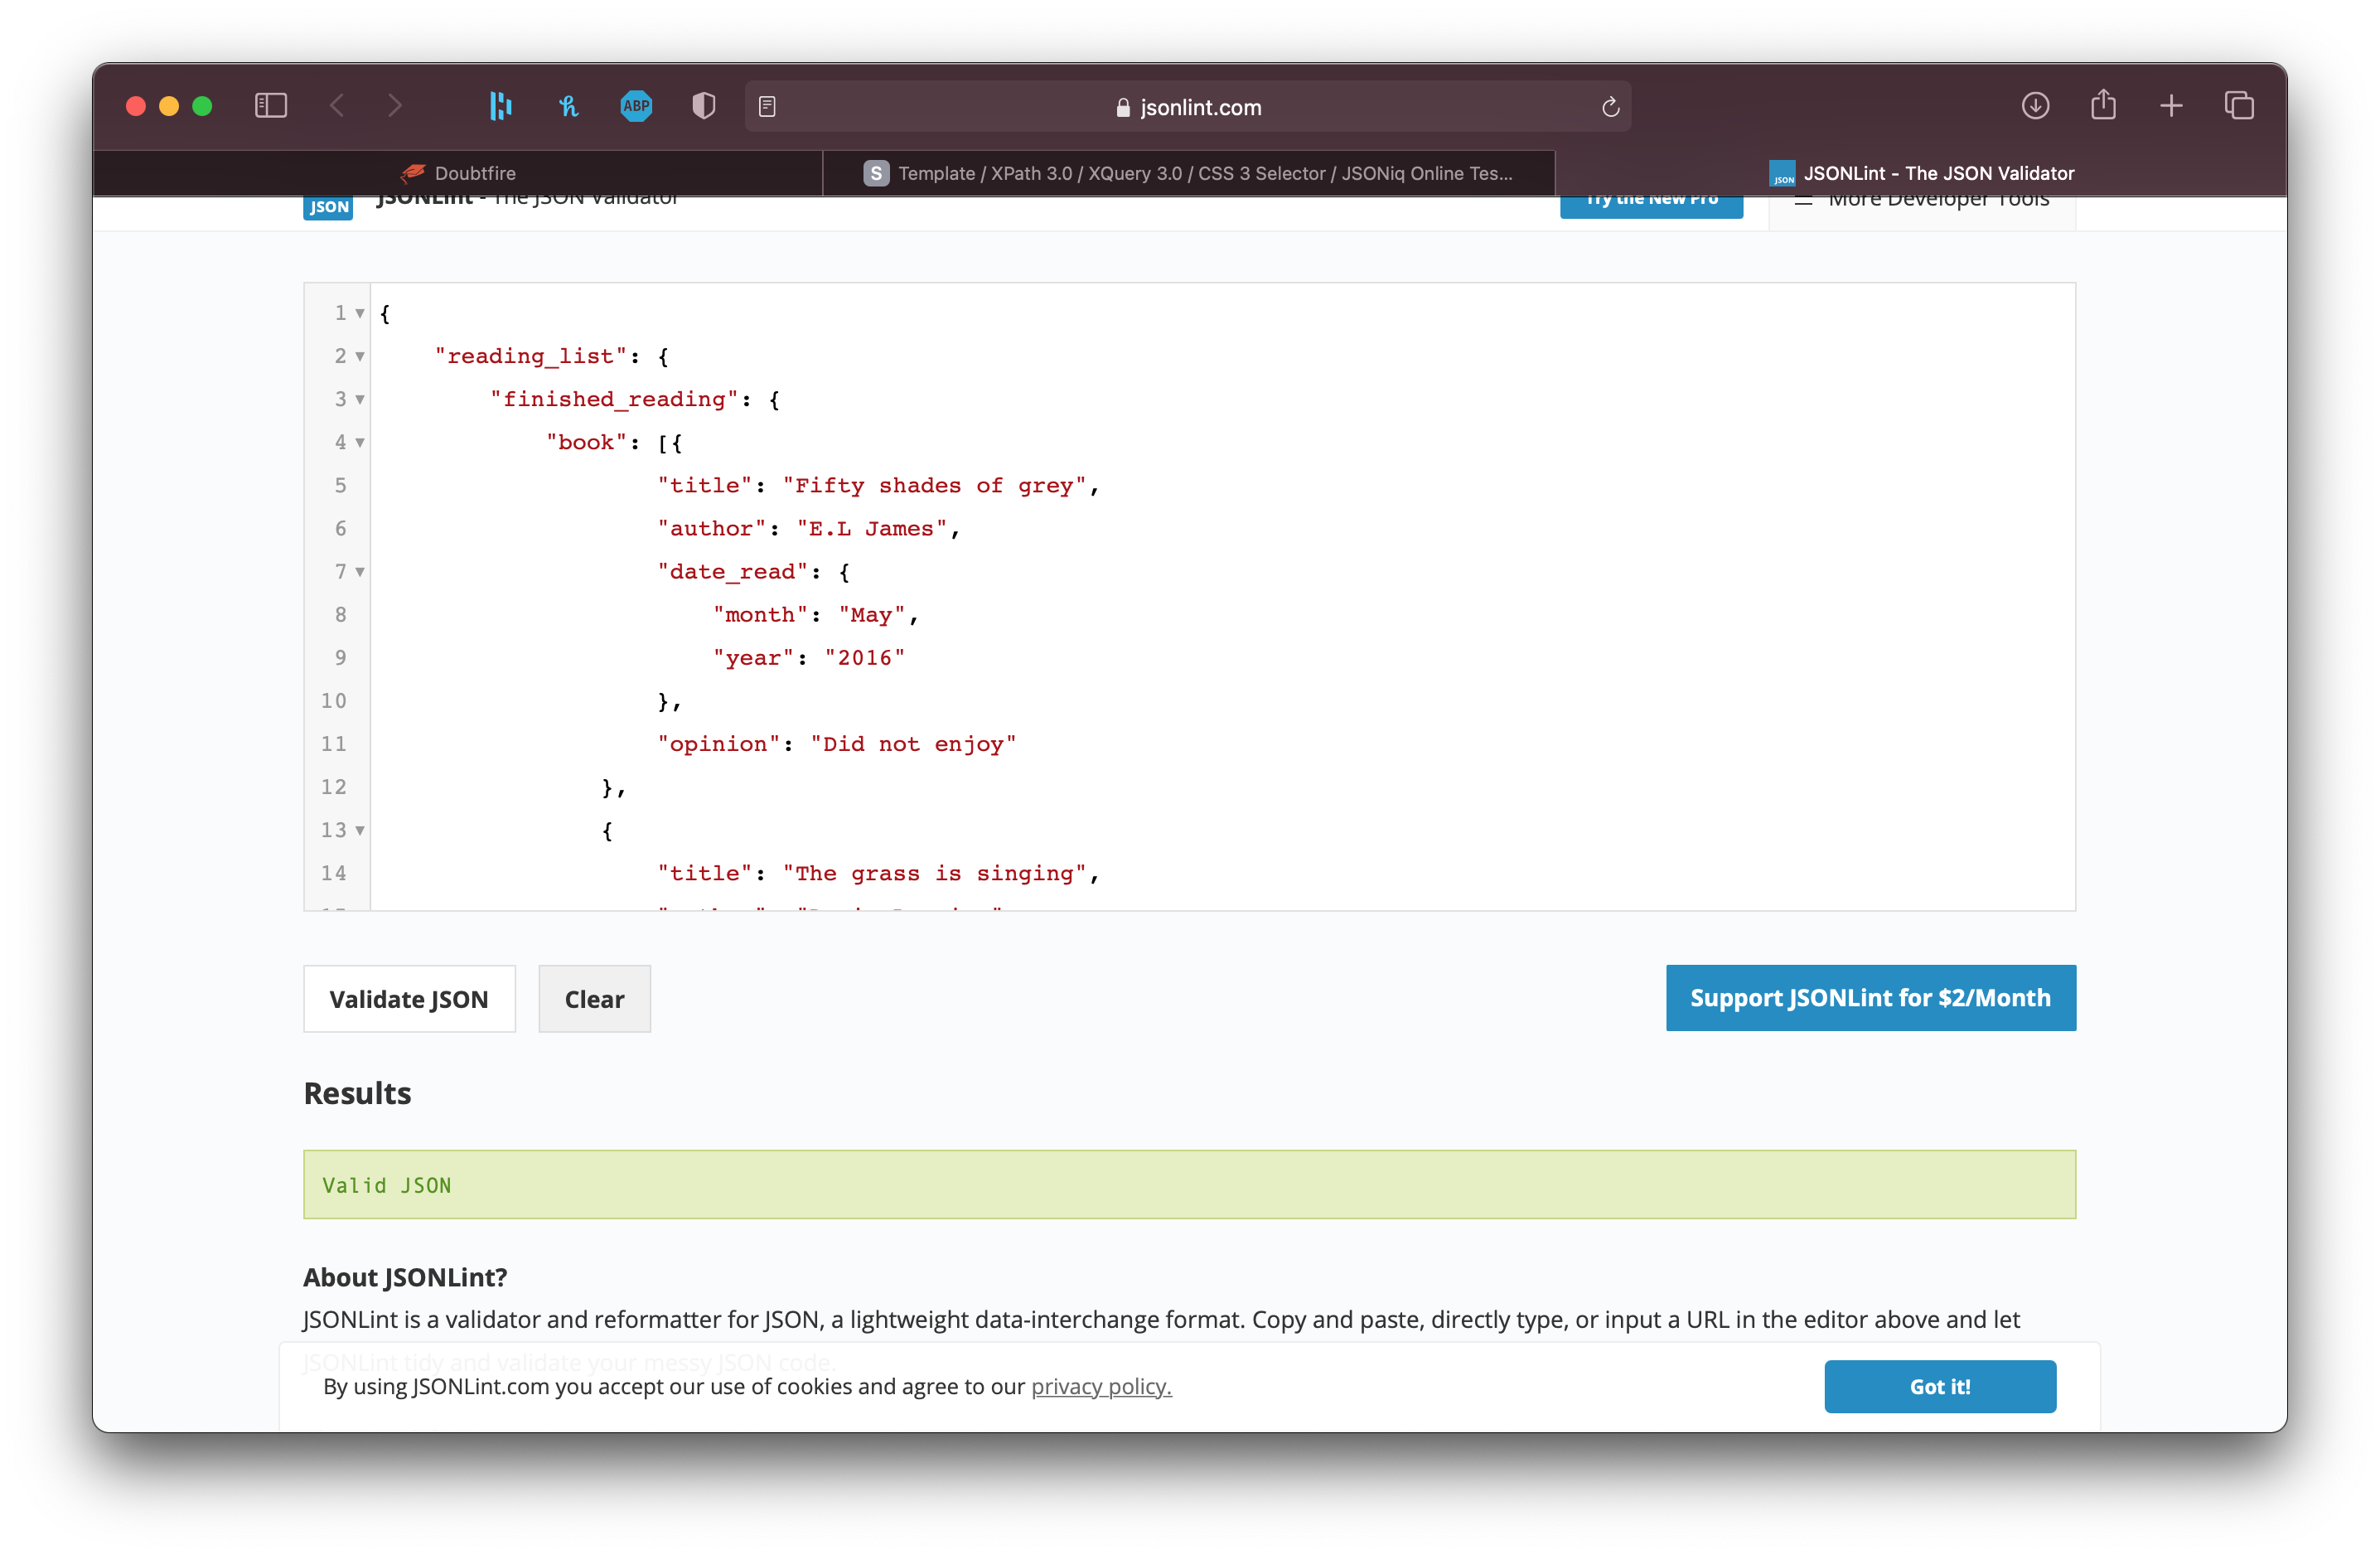 ABP
jsonlint.com
Doubtfire
S Template / XPath 3.0 / XQuery 3.0 / CSS 3 Selector / JSONiq Online Tes...
JSON JSONLint - The JSON Validator
JSON JSONLint - The JSON Validator
Try the New Pro
More Developer Tools
1 {
2 "reading_list": {
3 "finished_reading": {
4 "book": [{
5 "title": "Fifty shades of grey",
6 "author": "E.L James",
7 "date_read": {
8 "month": "May",
9 "year": "2016"
10 },
11 "opinion": "Did not enjoy"
12 },
13 {
14 "title": "The grass is singing",
Validate JSON
Clear
Support JSONLint for $2/Month
Results
Valid JSON
About JSONLint?
JSONLint is a validator and reformatter for JSON, a lightweight data-interchange format. Copy and paste, directly type, or input a URL in the editor above and let
JSONLint tidy and validate your messy JSON code.
By using JSONLint.com you accept our use of cookies and agree to our privacy policy.
Got it!